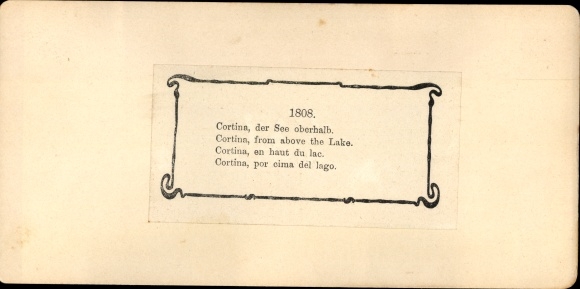 1808.
Cortina, der See oberhalb.
Cortina, from above the Lake.
Cortina, en haut du lac.
Cortina, por cima del lago.